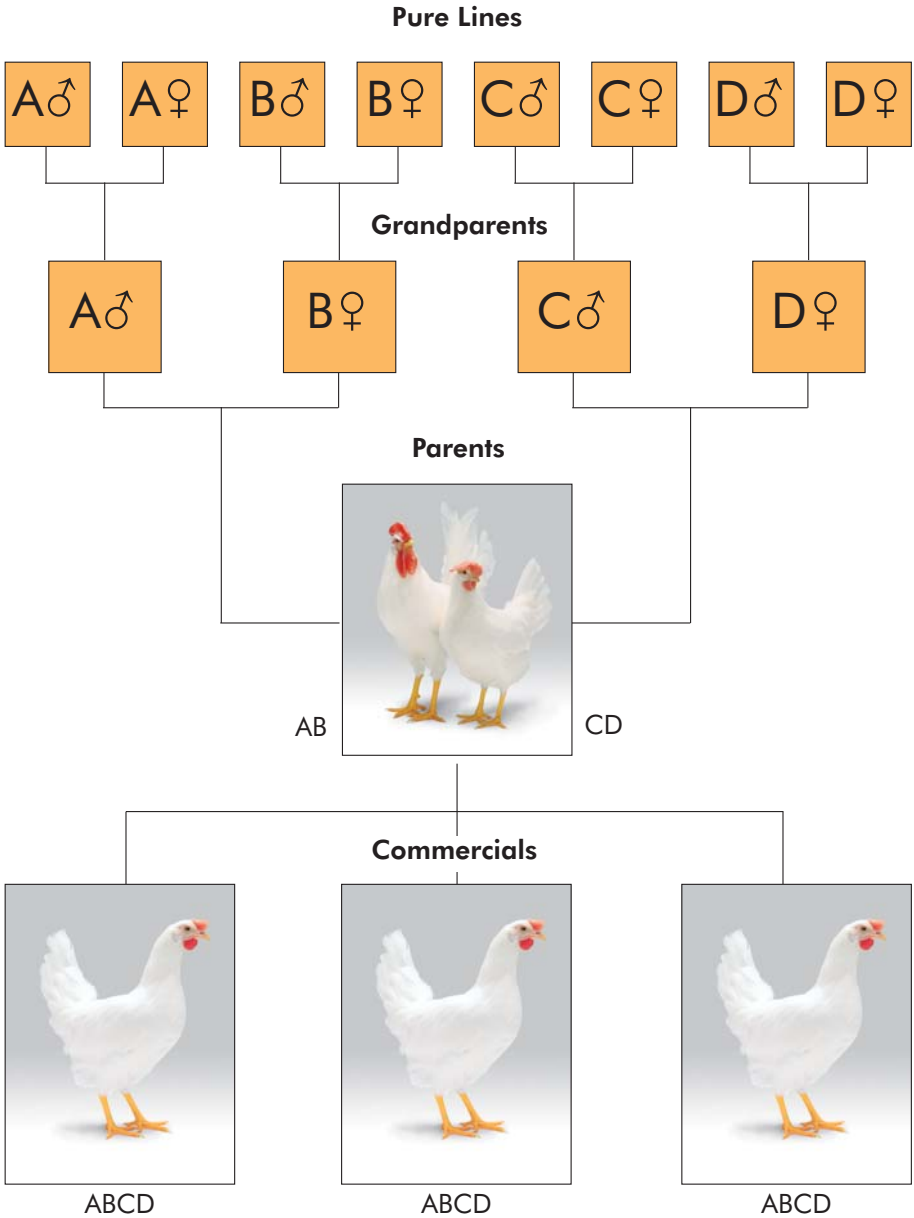 Pure Lines
A♂ A♀ B♂ B♀ C♂ C♀ D♂ D♀
Grandparents
A♂ B♀ C♂ D♀
Parents
AB CD
Commercials
ABCD ABCD ABCD